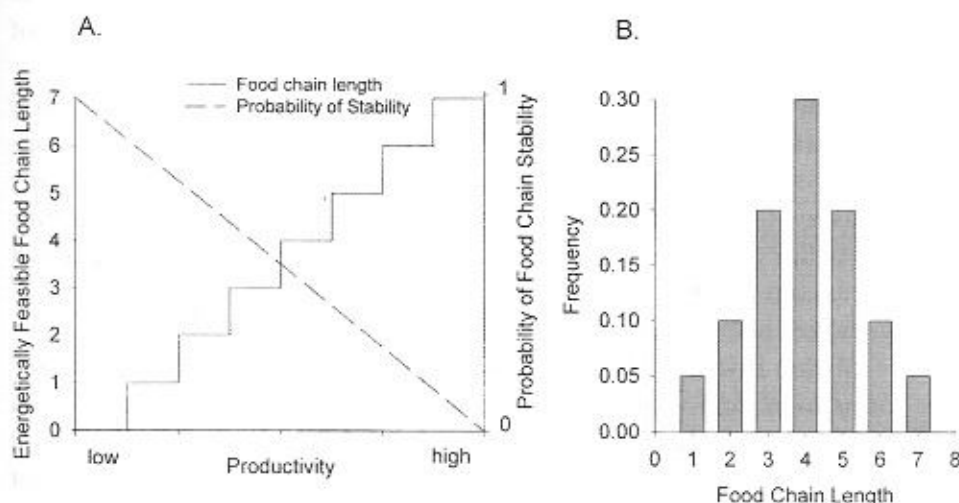 A.
Food chain length
Probability of Stability
Energetically Feasible Food Chain Length
7
6
5
4
3
2
1
0
1
0
Probability of Food Chain Stability
low
Productivity
high
B.
Frequency
0.30
0.25
0.20
0.15
0.10
0.05
0.00
0 1 2 3 4 5 6 7 8
Food Chain Length